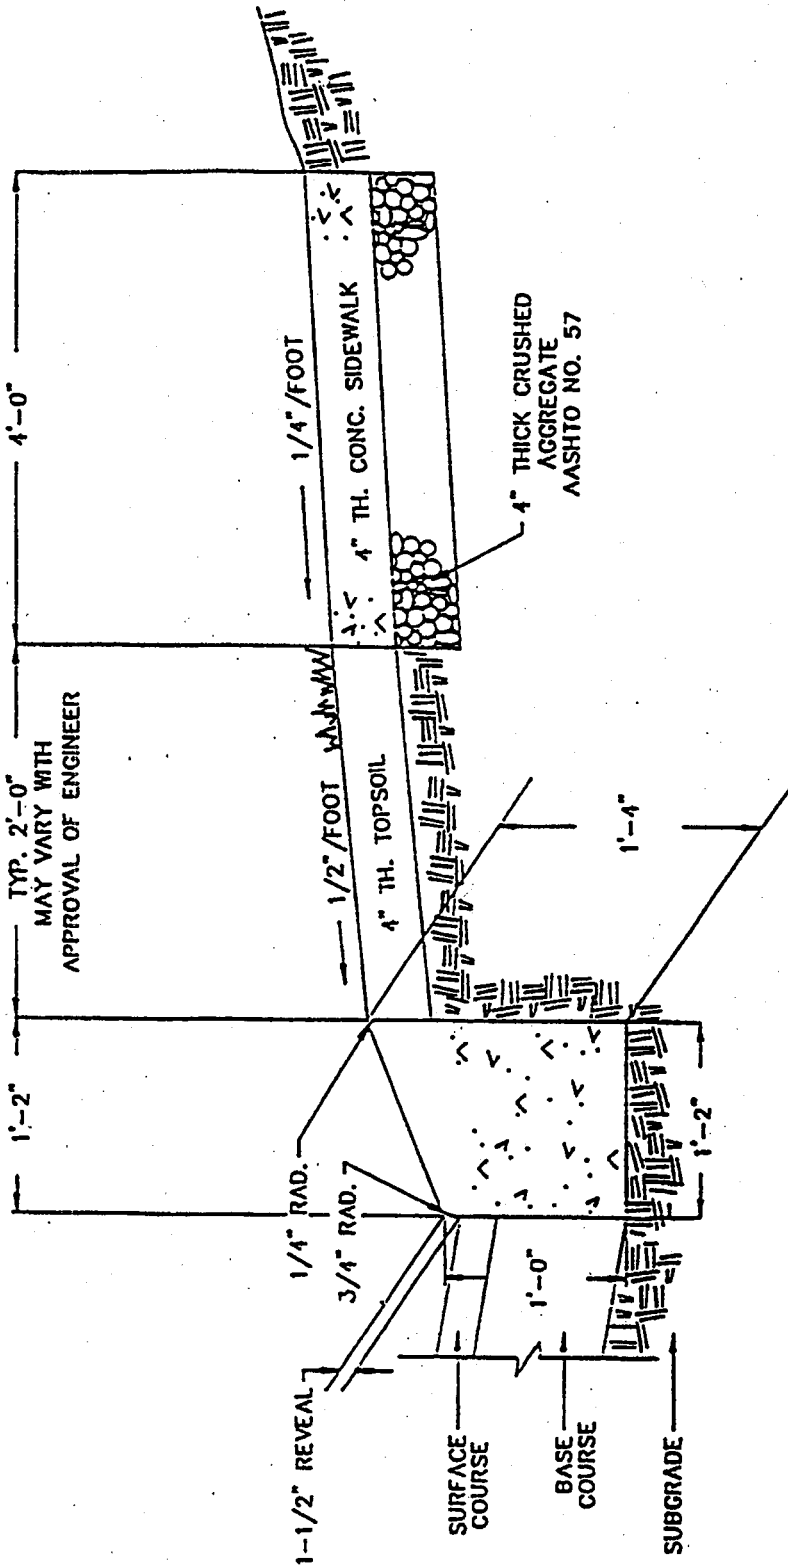 1'-2"
TYP. 2'-0"
MAY VARY WITH
APPROVAL OF ENGINEER
4'-0"
1/4" RAD.
3/4" RAD.
1-1/2" REVEAL
1/2"/FOOT
1/4"/FOOT
4" TH. TOPSOIL
4" TH. CONC. SIDEWALK
SURFACE
COURSE
1'-0"
BASE
COURSE
SUBGRADE
1'-2"
1'-4"
4" THICK CRUSHED
AGGREGATE
AASHTO NO. 57